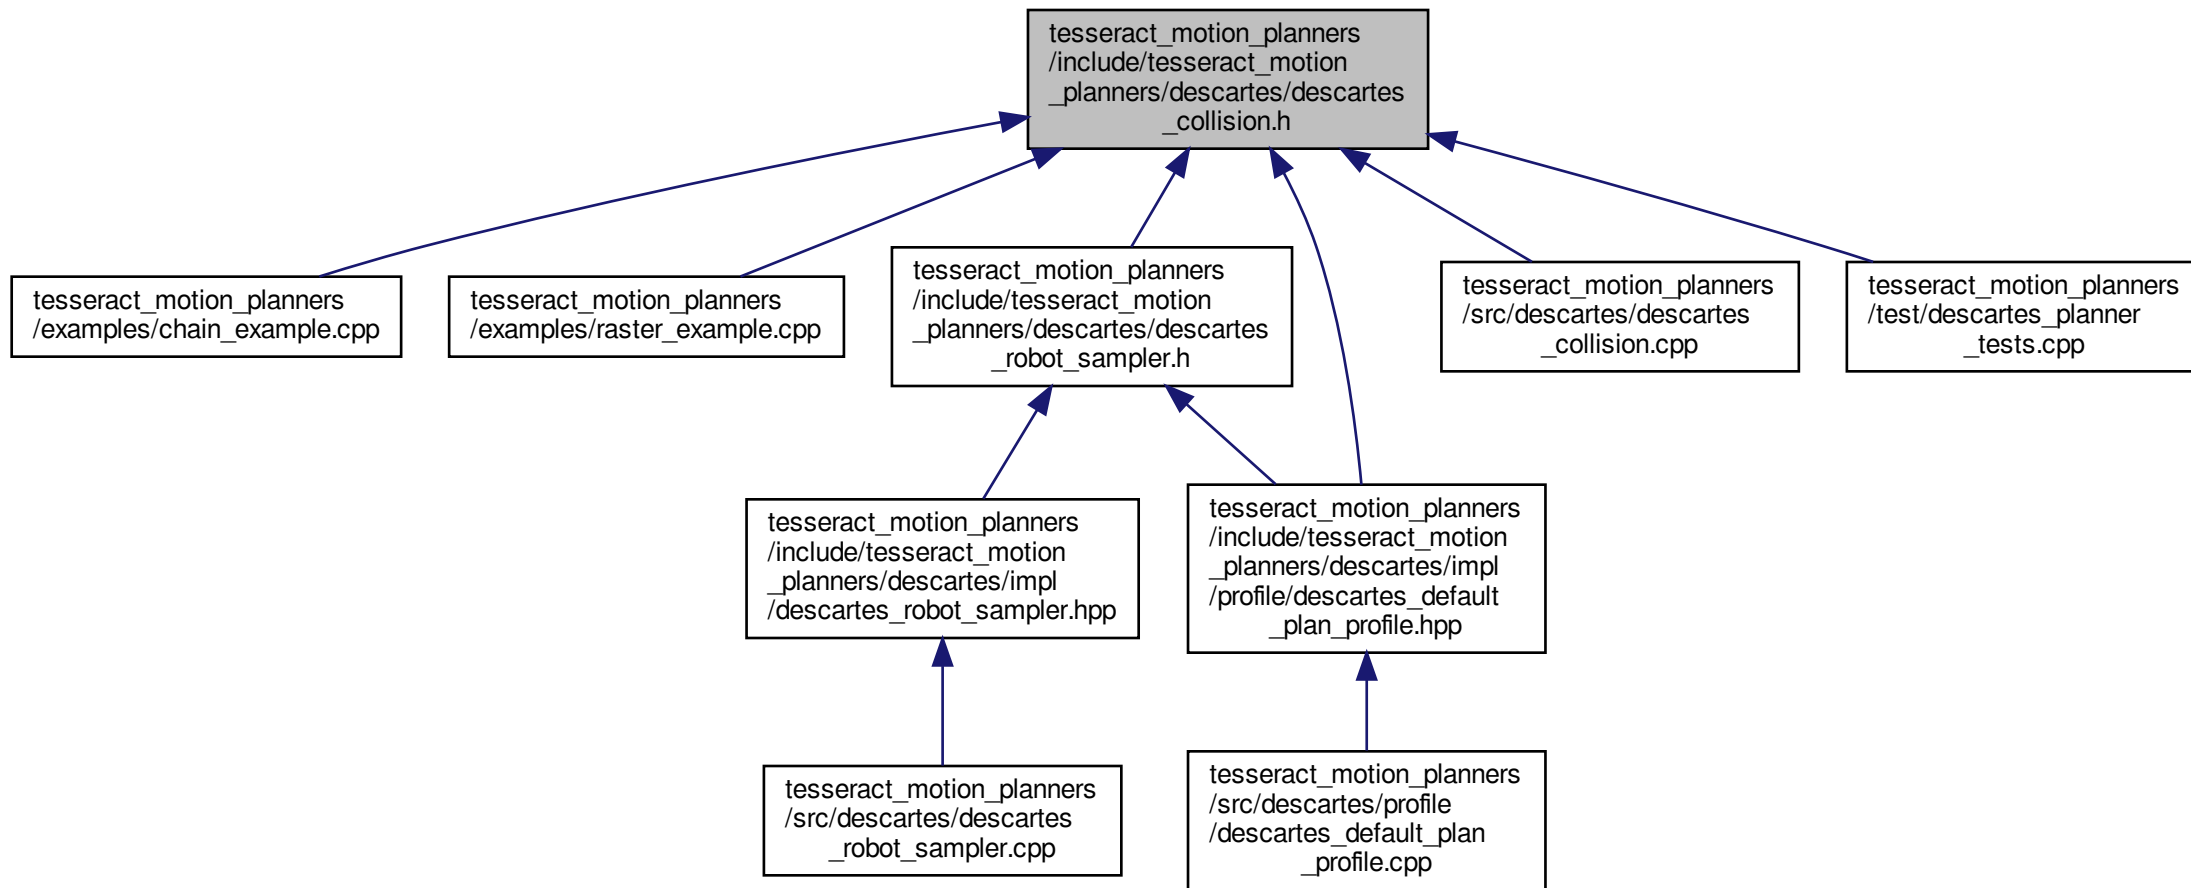 tesseract_motion_planners
/include/tesseract_motion
_planners/descartes/descartes
_collision.h
tesseract_motion_planners
/examples/chain_example.cpp
tesseract_motion_planners
/examples/raster_example.cpp
tesseract_motion_planners
/include/tesseract_motion
_planners/descartes/descartes
_robot_sampler.h
tesseract_motion_planners
/src/descartes/descartes
_collision.cpp
tesseract_motion_planners
/test/descartes_planner
_tests.cpp
tesseract_motion_planners
/include/tesseract_motion
_planners/descartes/impl
/descartes_robot_sampler.hpp
tesseract_motion_planners
/include/tesseract_motion
_planners/descartes/impl
/profile/descartes_default
_plan_profile.hpp
tesseract_motion_planners
/src/descartes/descartes
_robot_sampler.cpp
tesseract_motion_planners
/src/descartes/profile
/descartes_default_plan
_profile.cpp